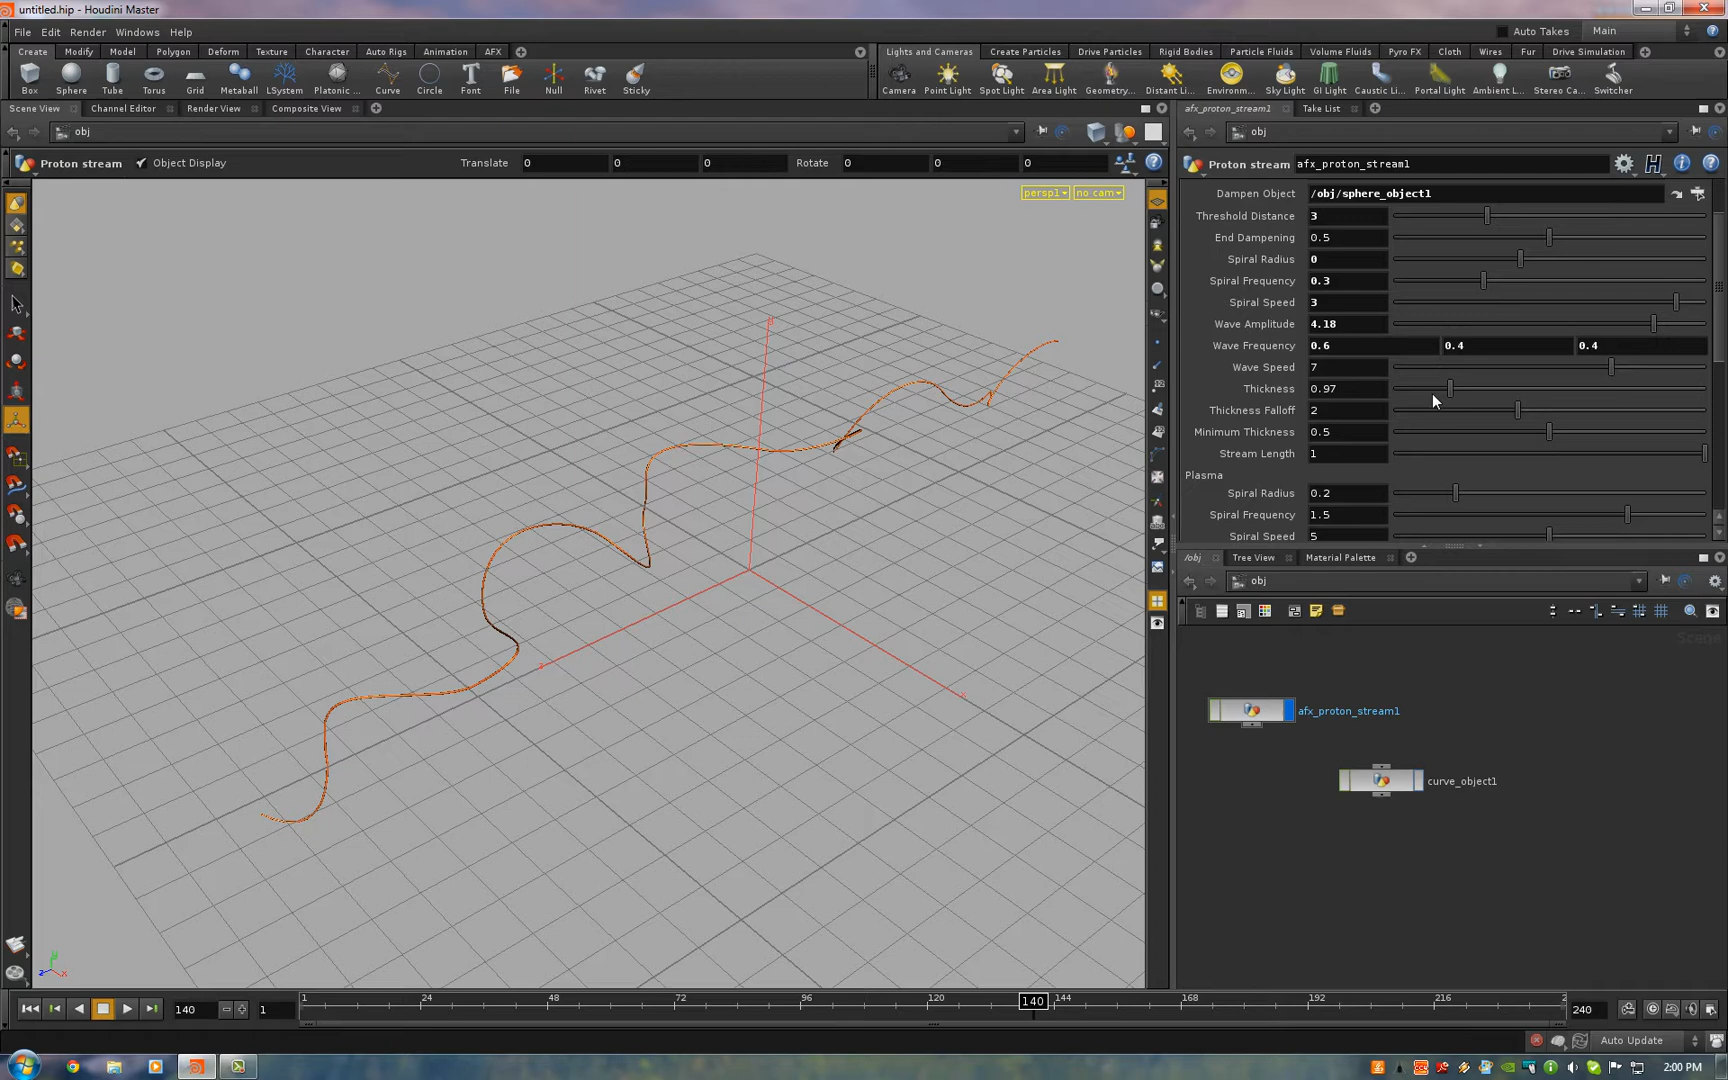 untitled.hip - Houdini Master
File Edit Render Windows Help
Auto Takes Main
Create Modify Model Polygon Deform Texture Character Auto Rigs Animation AFX
Lights and Cameras Create Particles Drive Particles Rigid Bodies Particle Fluids Volume Fluids Pyro FX Cloth Wires Fur Drive Simulation
Box Sphere Tube Torus Grid Metaball LSystem Platonic ... Curve Circle Font File Null Rivet Sticky
Camera Point Light Spot Light Area Light Geometry... Distant Li... Environm... Sky Light GI Light Caustic Li... Portal Light Ambient L... Stereo Ca... Switcher
Scene View Channel Editor Render View Composite View
afx_proton_stream1 Take List
obj
obj
Proton stream Object Display Translate 0 0 0 Rotate 0 0 0
Proton stream afx_proton_stream1
persp1 no cam
Dampen Object /obj/sphere_object1
Threshold Distance 3
End Dampening 0.5
Spiral Radius 0
Spiral Frequency 0.3
Spiral Speed 3
Wave Amplitude 4.18
Wave Frequency 0.6 0.4 0.4
Wave Speed 7
Thickness 0.97
Thickness Falloff 2
Minimum Thickness 0.5
Stream Length 1
Plasma
Spiral Radius 0.2
Spiral Frequency 1.5
Spiral Speed 5
/obj Tree View Material Palette
obj
Scene
afx_proton_stream1
curve_object1
z x
140 1
1 24 48 72 96 120 140 144 168 192 216 2
240
Auto Update
2:00 PM